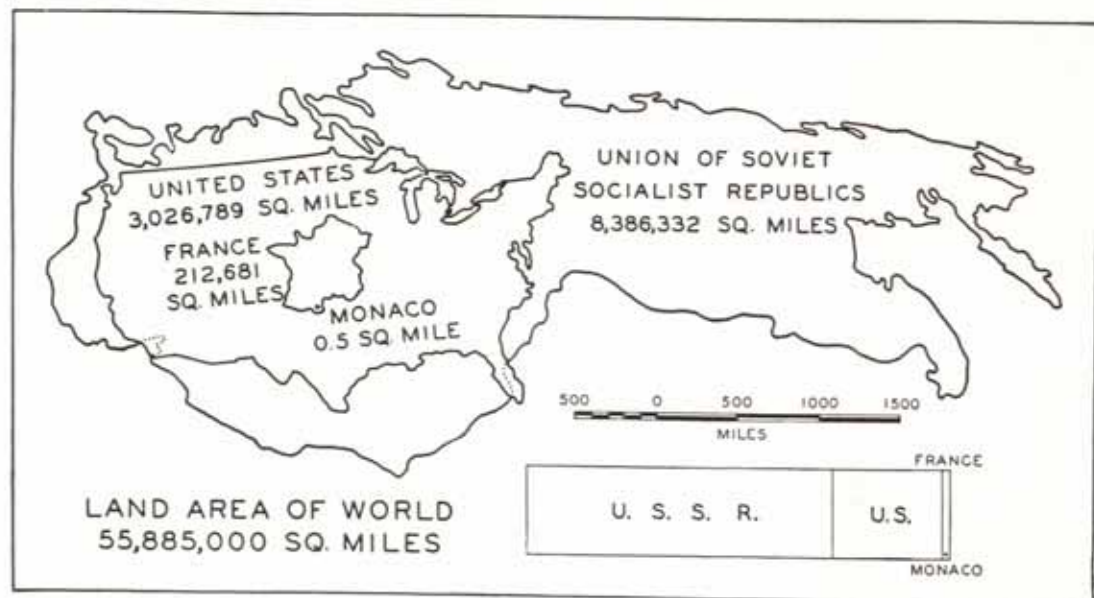 UNION OF SOVIET
SOCIALIST REPUBLICS
8,386,332 SQ. MILES
UNITED STATES
3,026,789 SQ. MILES
FRANCE
212,681
SQ. MILES
MONACO
0.5 SQ. MILE
500 0 500 1000 1500
MILES
FRANCE
U. S. S. R. U.S.
MONACO
LAND AREA OF WORLD
55,885,000 SQ. MILES